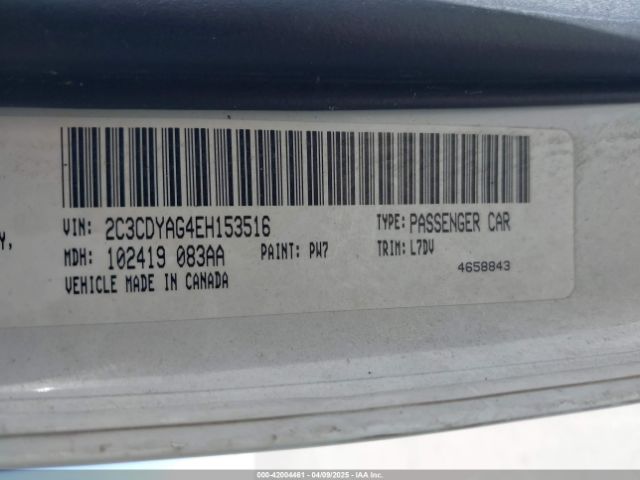 VIN: 2C3CDYAG4EH153516 TYPE: PASSENGER CAR
Y,
MDH: 102419 083AA PAINT: PW7 TRIM: L7DV
VEHICLE MADE IN CANADA 4658843
000-42004461 - 04/09/2025 - IAA Inc.